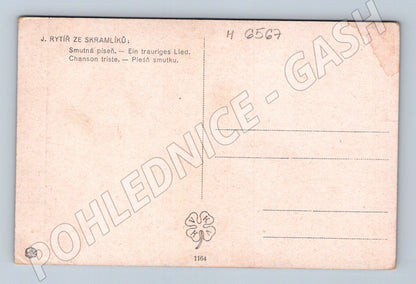 J. RYTÍŘ ZE SKRAMLÍKŮ:
Smutná píseň. — Ein trauriges Lied.
Chanson triste. — Pieśń smutku.
H 6567
POHLEDNICE - GASH
1164